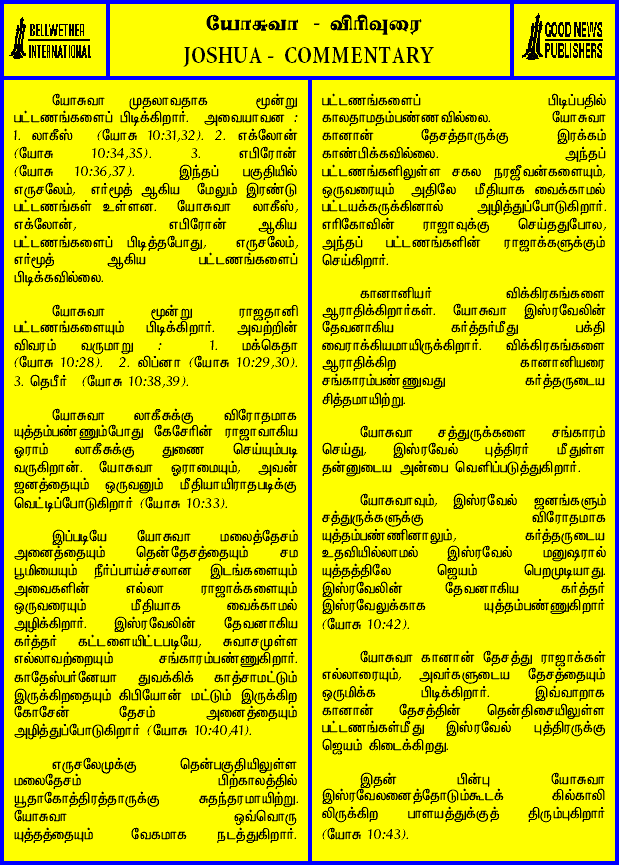 BELLWETHER
INTERNATIONAL
யோசுவா - விரிவுரை
JOSHUA - COMMENTARY
GOOD NEWS
PUBLISHERS
யோசுவா முதலாவதாக மூன்று
பட்டணங்களைப் பிடிக்கிறார். அவையாவன :
1. லாகீஸ் (யோசு 10:31,32). 2. எக்லோன்
(யோசு 10:34,35). 3. எபிரோன்
(யோசு 10:36,37). இந்தப் பகுதியில்
எருசலேம், எர்மூத் ஆகிய மேலும் இரண்டு
பட்டணங்கள் உள்ளன. யோசுவா லாகீஸ்,
எக்லோன், எபிரோன் ஆகிய
பட்டணங்களைப் பிடித்தபோது, எருசலேம்,
எர்மூத் ஆகிய பட்டணங்களைப்
பிடிக்கவில்லை.
யோசுவா மூன்று ராஜதானி
பட்டணங்களையும் பிடிக்கிறார். அவற்றின்
விவரம் வருமாறு : 1. மக்கெதா
(யோசு 10:28). 2. லிப்னா (யோசு 10:29,30).
3. தெபீர் (யோசு 10:38,39).
யோசுவா லாகீசுக்கு விரோதமாக
யுத்தம்பண்ணும்போது கேசேரின் ராஜாவாகிய
ஓராம் லாகீசுக்கு துணை செய்யும்படி
வருகிறான். யோசுவா ஓராமையும், அவன்
ஜனத்தையும் ஒருவனும் மீதியாயிராதபடிக்கு
வெட்டிப்போடுகிறார் (யோசு 10:33).
இப்படியே யோசுவா மலைத்தேசம்
அனைத்தையும் தென்தேசத்தையும் சம
பூமியையும் நீர்ப்பாய்ச்சலான இடங்களையும்
அவைகளின் எல்லா ராஜாக்களையும்
ஒருவரையும் மீதியாக வைக்காமல்
அழிக்கிறார். இஸ்ரவேலின் தேவனாகிய
கர்த்தர் கட்டளையிட்டபடியே, சுவாசமுள்ள
எல்லாவற்றையும் சங்காரம்பண்ணுகிறார்.
காதேஸ்பர்னேயா துவக்கிக் காத்சாமட்டும்
இருக்கிறதையும் கிபியோன் மட்டும் இருக்கிற
கோசேன் தேசம் அனைத்தையும்
அழித்துப்போடுகிறார் (யோசு 10:40,41).
எருசலேமுக்கு தென்பகுதியிலுள்ள
மலைதேசம் பிற்காலத்தில்
யூதாகோத்திரத்தாருக்கு சுதந்தரமாயிற்று.
யோசுவா ஒவ்வொரு
யுத்தத்தையும் வேகமாக நடத்துகிறார்.
பட்டணங்களைப் பிடிப்பதில்
காலதாமதம்பண்ணவில்லை. யோசுவா
கானான் தேசத்தாருக்கு இரக்கம்
காண்பிக்கவில்லை. அந்தப்
பட்டணங்களிலுள்ள சகல நரஜீவன்களையும்,
ஒருவரையும் அதிலே மீதியாக வைக்காமல்
பட்டயக்கருக்கினால் அழித்துப்போடுகிறார்.
எரிகோவின் ராஜாவுக்கு செய்ததுபோல,
அந்தப் பட்டணங்களின் ராஜாக்களுக்கும்
செய்கிறார்.
கானானியர் விக்கிரகங்களை
ஆராதிக்கிறார்கள். யோசுவா இஸ்ரவேலின்
தேவனாகிய கர்த்தர்மீது பக்தி
வைராக்கியமாயிருக்கிறார். விக்கிரகங்களை
ஆராதிக்கிற கானானியரை
சங்காரம்பண்ணுவது கர்த்தருடைய
சித்தமாயிற்று.
யோசுவா சத்துருக்களை சங்காரம்
செய்து, இஸ்ரவேல் புத்திரர் மீதுள்ள
தன்னுடைய அன்பை வெளிப்படுத்துகிறார்.
யோசுவாவும், இஸ்ரவேல் ஜனங்களும்
சத்துருக்களுக்கு விரோதமாக
யுத்தம்பண்ணினாலும், கர்த்தருடைய
உதவியில்லாமல் இஸ்ரவேல் மனுஷரால்
யுத்தத்திலே ஜெயம் பெறமுடியாது.
இஸ்ரவேலின் தேவனாகிய கர்த்தர்
இஸ்ரவேலுக்காக யுத்தம்பண்ணுகிறார்
(யோசு 10:42).
யோசுவா கானான் தேசத்து ராஜாக்கள்
எல்லாரையும், அவர்களுடைய தேசத்தையும்
ஒருமிக்க பிடிக்கிறார். இவ்வாறாக
கானான் தேசத்தின் தென்திசையிலுள்ள
பட்டணங்கள்மீது இஸ்ரவேல் புத்திரருக்கு
ஜெயம் கிடைக்கிறது.
இதன் பின்பு யோசுவா
இஸ்ரவேலனைத்தோடும்கூடக் கில்காலி
லிருக்கிற பாளயத்துக்குத் திரும்புகிறார்
(யோசு 10:43).